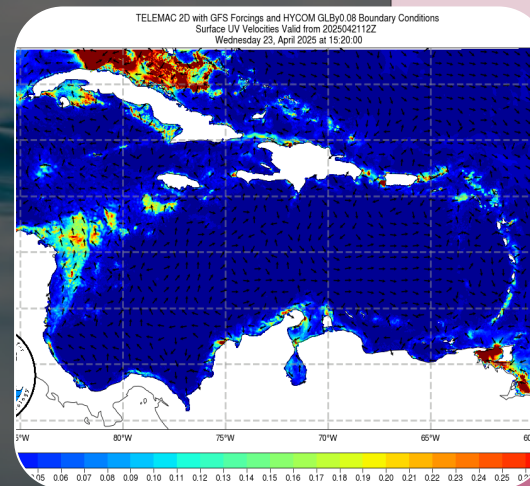 TELEMAC 2D with GFS Forcings and HYCOM GLBy0.08 Boundary Conditions
Surface UV Velocities Valid from 2025042112Z
Wednesday 23, April 2025 at 15:20:00
80°W 75°W 70°W 65°W
0.06 0.07 0.08 0.09 0.10 0.11 0.12 0.13 0.14 0.15 0.16 0.17 0.18 0.19 0.20 0.21 0.22 0.23 0.24 0.25